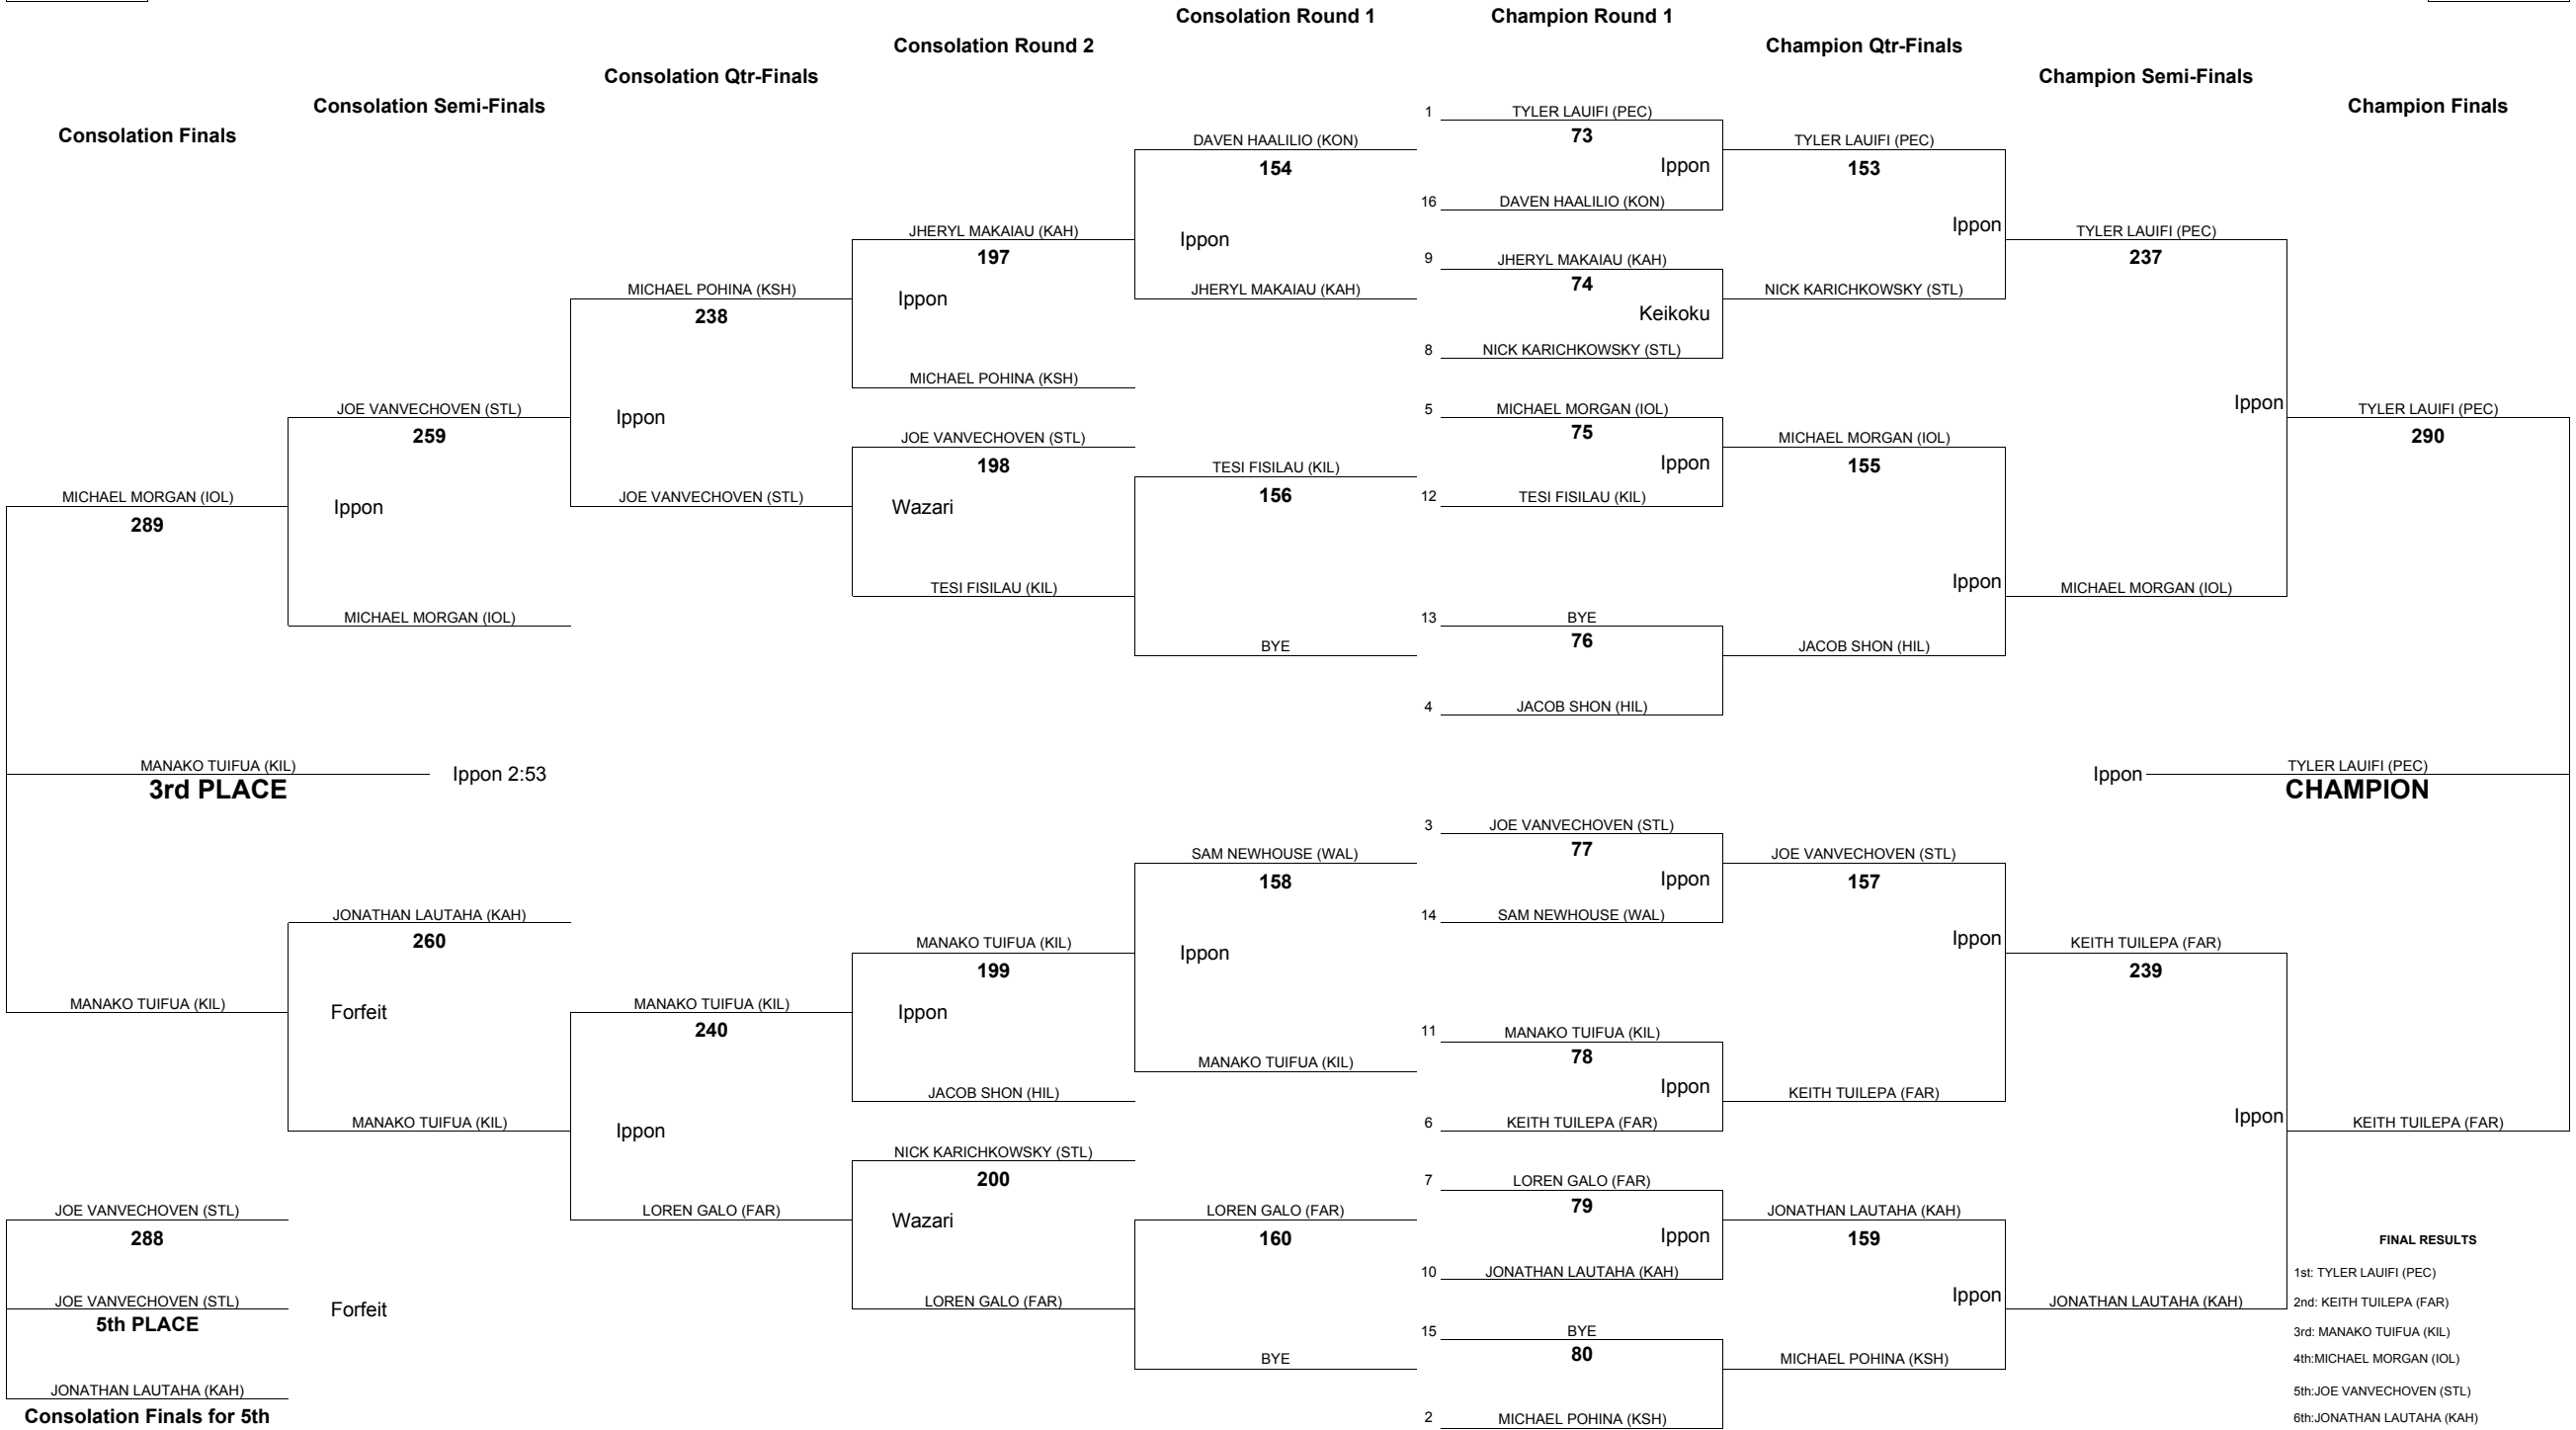 Consolation Round 1
Champion Round 1
Consolation Round 2
Champion Qtr-Finals
Consolation Qtr-Finals
Champion Semi-Finals
Consolation Semi-Finals
Champion Finals
Consolation Finals
MICHAEL MORGAN (IOL)
289
MANAKO TUIFUA (KIL)
3rd PLACE
Ippon 2:53
MANAKO TUIFUA (KIL)
JOE VANVECHOVEN (STL)
288
JOE VANVECHOVEN (STL)
5th PLACE
Forfeit
JONATHAN LAUTAHA (KAH)
Consolation Finals for 5th
JOE VANVECHOVEN (STL)
259
Ippon
MICHAEL MORGAN (IOL)
JONATHAN LAUTAHA (KAH)
260
Forfeit
MANAKO TUIFUA (KIL)
MICHAEL POHINA (KSH)
238
Ippon
JOE VANVECHOVEN (STL)
MANAKO TUIFUA (KIL)
240
Ippon
LOREN GALO (FAR)
JHERYL MAKAIAU (KAH)
197
Ippon
MICHAEL POHINA (KSH)
JOE VANVECHOVEN (STL)
198
Wazari
TESI FISILAU (KIL)
MANAKO TUIFUA (KIL)
199
Ippon
JACOB SHON (HIL)
NICK KARICHKOWSKY (STL)
200
Wazari
LOREN GALO (FAR)
DAVEN HAALILIO (KON)
154
Ippon
JHERYL MAKAIAU (KAH)
TESI FISILAU (KIL)
156
BYE
SAM NEWHOUSE (WAL)
158
Ippon
MANAKO TUIFUA (KIL)
LOREN GALO (FAR)
160
BYE
1 TYLER LAUIFI (PEC)
73
Ippon
16 DAVEN HAALILIO (KON)
9 JHERYL MAKAIAU (KAH)
74
Keikoku
8 NICK KARICHKOWSKY (STL)
5 MICHAEL MORGAN (IOL)
75
Ippon
12 TESI FISILAU (KIL)
13 BYE
76
4 JACOB SHON (HIL)
3 JOE VANVECHOVEN (STL)
77
Ippon
14 SAM NEWHOUSE (WAL)
11 MANAKO TUIFUA (KIL)
78
Ippon
6 KEITH TUILEPA (FAR)
7 LOREN GALO (FAR)
79
Ippon
10 JONATHAN LAUTAHA (KAH)
15 BYE
80
2 MICHAEL POHINA (KSH)
TYLER LAUIFI (PEC)
153
Ippon
NICK KARICHKOWSKY (STL)
MICHAEL MORGAN (IOL)
155
Ippon
JACOB SHON (HIL)
JOE VANVECHOVEN (STL)
157
Ippon
KEITH TUILEPA (FAR)
JONATHAN LAUTAHA (KAH)
159
Ippon
MICHAEL POHINA (KSH)
TYLER LAUIFI (PEC)
237
Ippon
MICHAEL MORGAN (IOL)
KEITH TUILEPA (FAR)
239
Ippon
JONATHAN LAUTAHA (KAH)
TYLER LAUIFI (PEC)
290
Ippon
TYLER LAUIFI (PEC)
CHAMPION
KEITH TUILEPA (FAR)
FINAL RESULTS
1st: TYLER LAUIFI (PEC)
2nd: KEITH TUILEPA (FAR)
3rd: MANAKO TUIFUA (KIL)
4th:MICHAEL MORGAN (IOL)
5th:JOE VANVECHOVEN (STL)
6th:JONATHAN LAUTAHA (KAH)